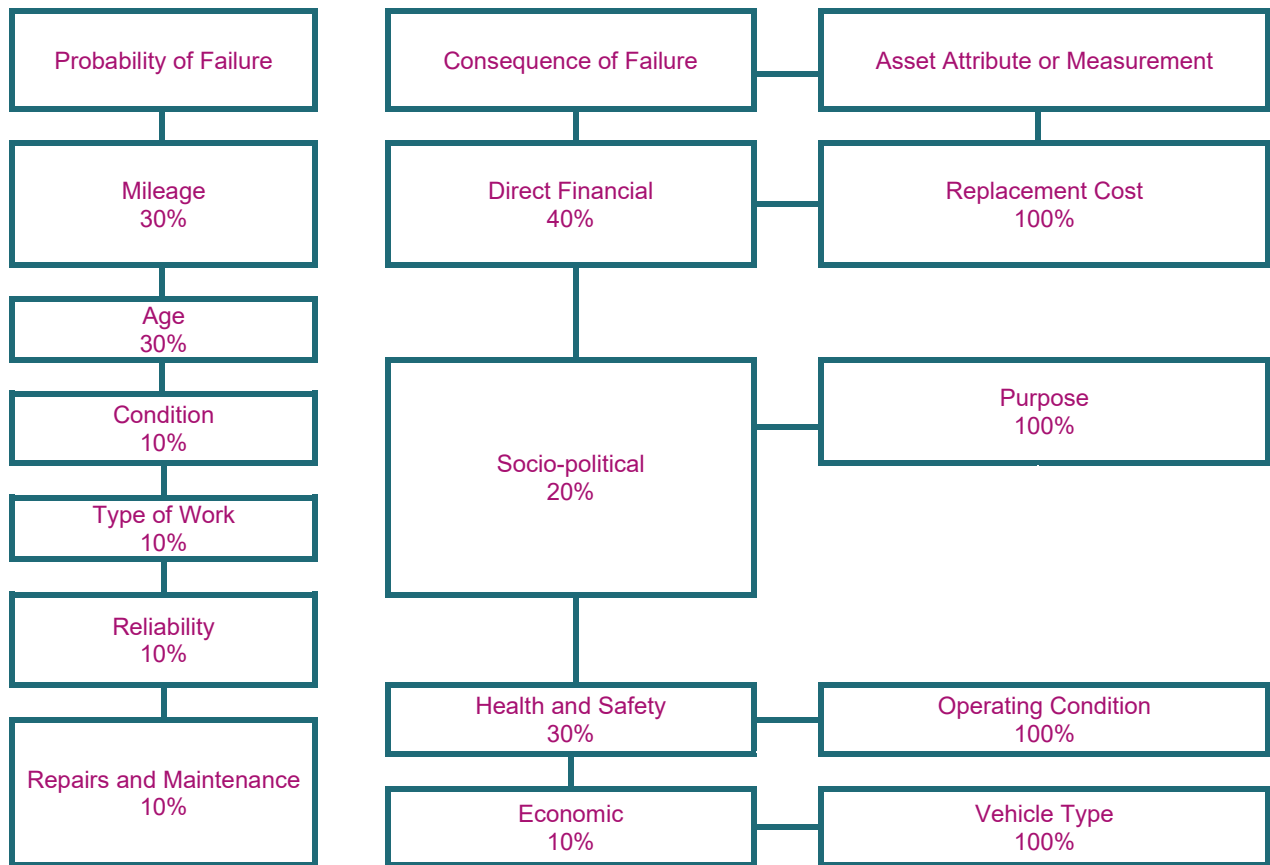 Probability of Failure
Mileage
30%
Age
30%
Condition
10%
Type of Work
10%
Reliability
10%
Repairs and Maintenance
10%
Consequence of Failure
Asset Attribute or Measurement
Direct Financial
40%
Replacement Cost
100%
Socio-political
20%
Purpose
100%
Health and Safety
30%
Operating Condition
100%
Economic
10%
Vehicle Type
100%